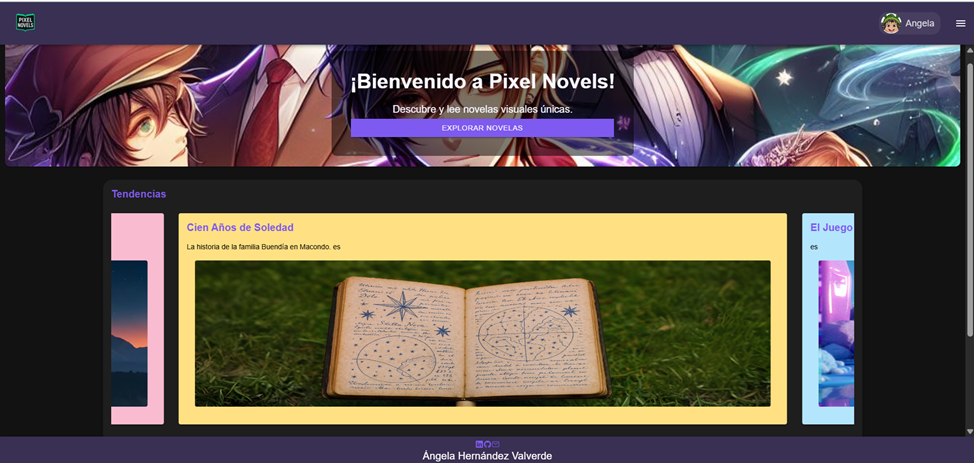 PIXEL
NOVELS
Angela
¡Bienvenido a Pixel Novels!
Descubre y lee novelas visuales únicas.
EXPLORAR NOVELAS
Tendencias
Cien Años de Soledad
La historia de la familia Buendía en Macondo. es
El Juego
es
Ángela Hernández Valverde